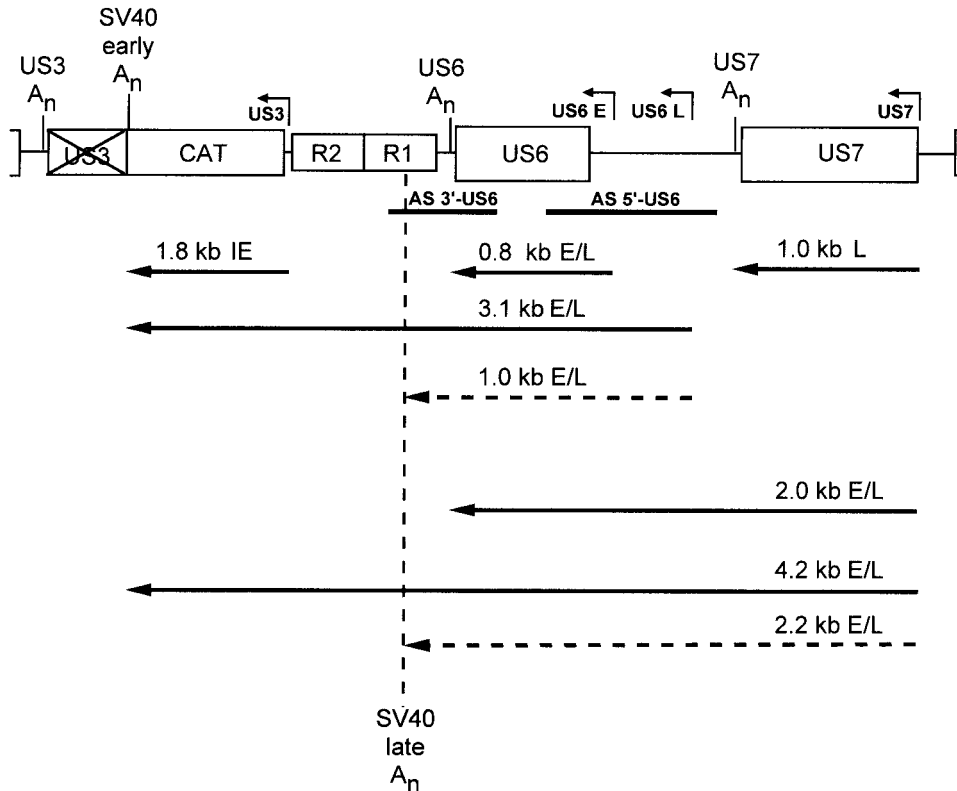 SV40
early
An
US3
An
US6
An
US7
An
US3
US6 E
US6 L
US7
US3
CAT
R2
R1
US6
US7
AS 3'-US6
AS 5'-US6
1.8 kb IE
0.8 kb E/L
1.0 kb L
3.1 kb E/L
1.0 kb E/L
2.0 kb E/L
4.2 kb E/L
2.2 kb E/L
SV40
late
An